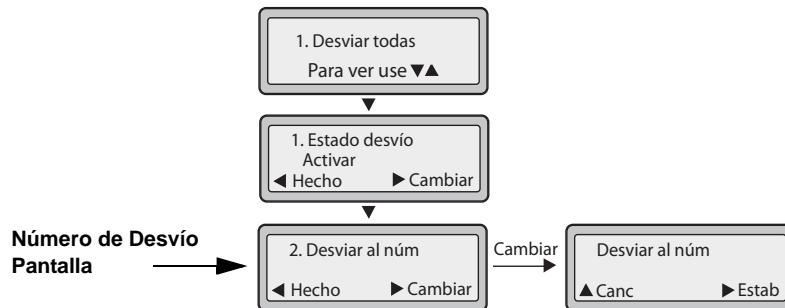 1. Desviar todas
Para ver use ▼▲
▼
1. Estado desvío
Activar
◀ Hecho ▶ Cambiar
▼
Número de Desvío
Pantalla
2. Desviar al núm
◀ Hecho ▶ Cambiar
Cambiar
Desviar al núm
▲ Canc ▶ Estab